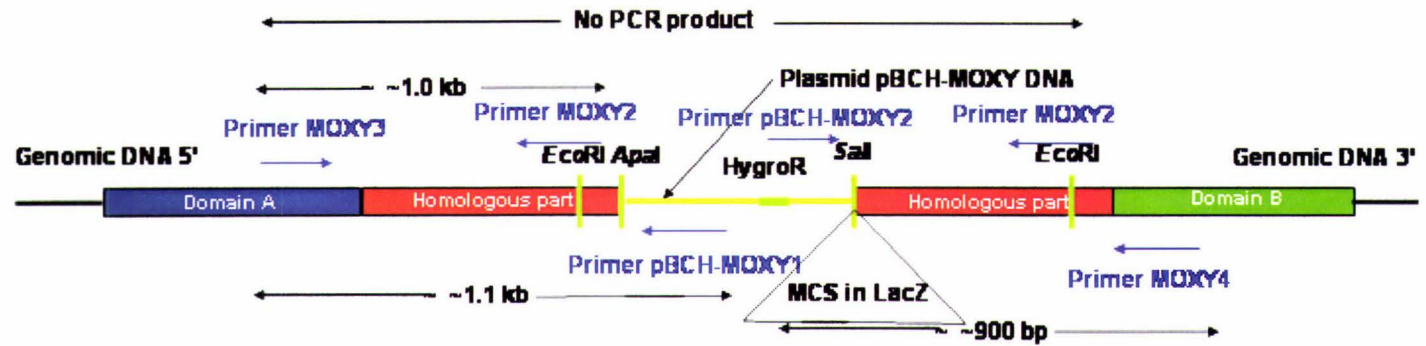 No PCR product
~ ~1.0 kb
Plasmid pBCH-MOXY DNA
Primer MOXY3
Primer MOXY2
Primer pBCH-MOXY2
Primer MOXY2
Genomic DNA 5'
EcoRI ApaI
HygroR
SalI
EcoRI
Genomic DNA 3'
Domain A
Homologous part
Homologous part
Domain B
Primer pBCH-MOXY1
Primer MOXY4
~ ~1.1 kb
MCS in LacZ
~ ~900 bp